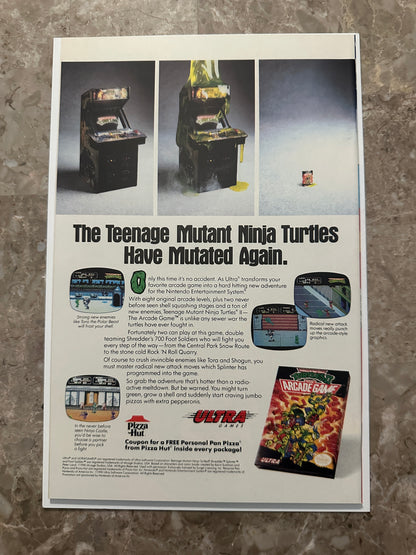 The Teenage Mutant Ninja Turtles
Have Mutated Again.
Only this time it's no accident. As Ultra™ transforms your
favorite arcade game into a hard hitting new adventure
for the Nintendo Entertainment System®
With eight original arcade levels, plus two never
before seen shell squashing stages and a ton of
new enemies, Teenage Mutant Ninja Turtles® II—
The Arcade Game™ is unlike any sewer war the
turtles have ever fought in.
Fortunately two can play at this game, double
teaming Shredder's 700 Foot Soldiers who will fight you
every step of the way—from the Central Park Snow Route
to the stone cold Rock 'N Roll Quarry.
Of course to crush invincible enemies like Tora and Shogun, you
must master radical new attack moves which Splinter has
programmed into the game.
So grab the adventure that's hotter than a radio-
active meltdown. But be warned. You might turn
green, grow a shell and suddenly start craving jumbo
pizzas with extra pepperonis.
Strong new enemies
like Tora the Polar Beast
will frost your shell.
Radical new attack
moves really punch
up the arcade-style
graphics.
In the never before
seen Ninja Castle,
you'd be wise to
choose a partner
before you pick
a fight.
Pizza
Hut
ULTRA
GAMES
Coupon for a FREE Personal Pan Pizza
from Pizza Hut inside every package!
ARCADE GAME
ULTRA